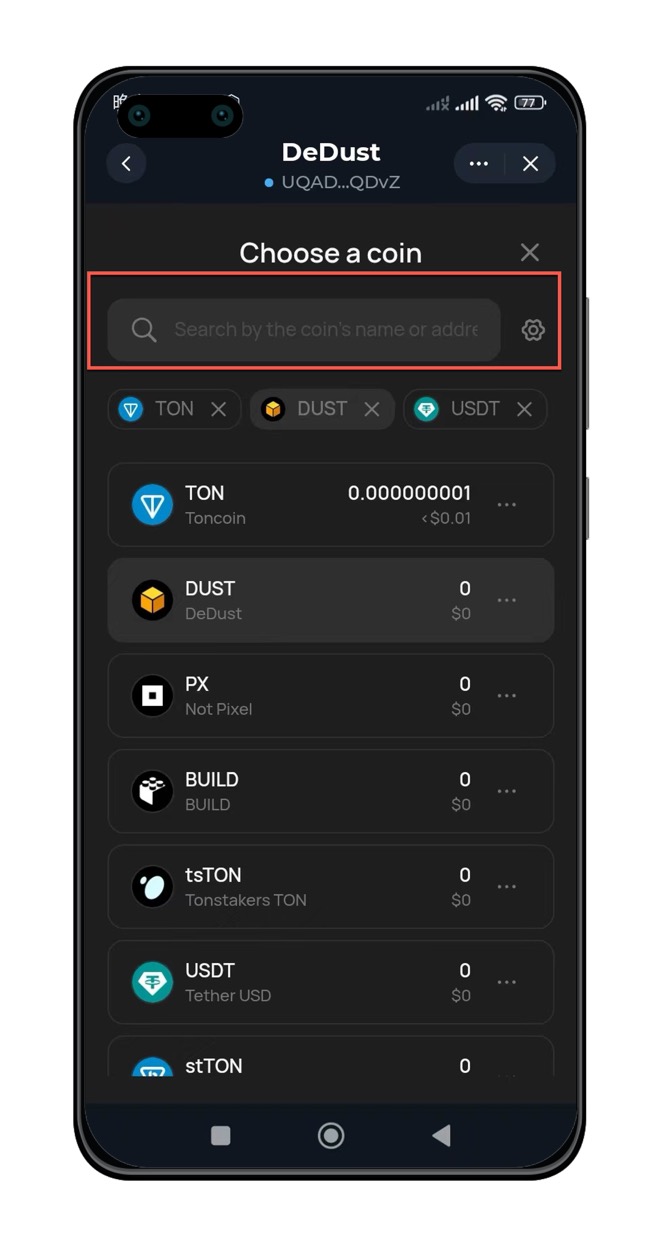 77
DeDust
UQAD...QDvZ
Choose a coin
Search by the coin's name or addre
TON
DUST
USDT
TON
0.000000001
Toncoin
<$0.01
DUST
0
DeDust
$0
PX
0
Not Pixel
$0
BUILD
0
BUILD
$0
tsTON
0
Tonstakers TON
$0
USDT
0
Tether USD
$0
stTON
0